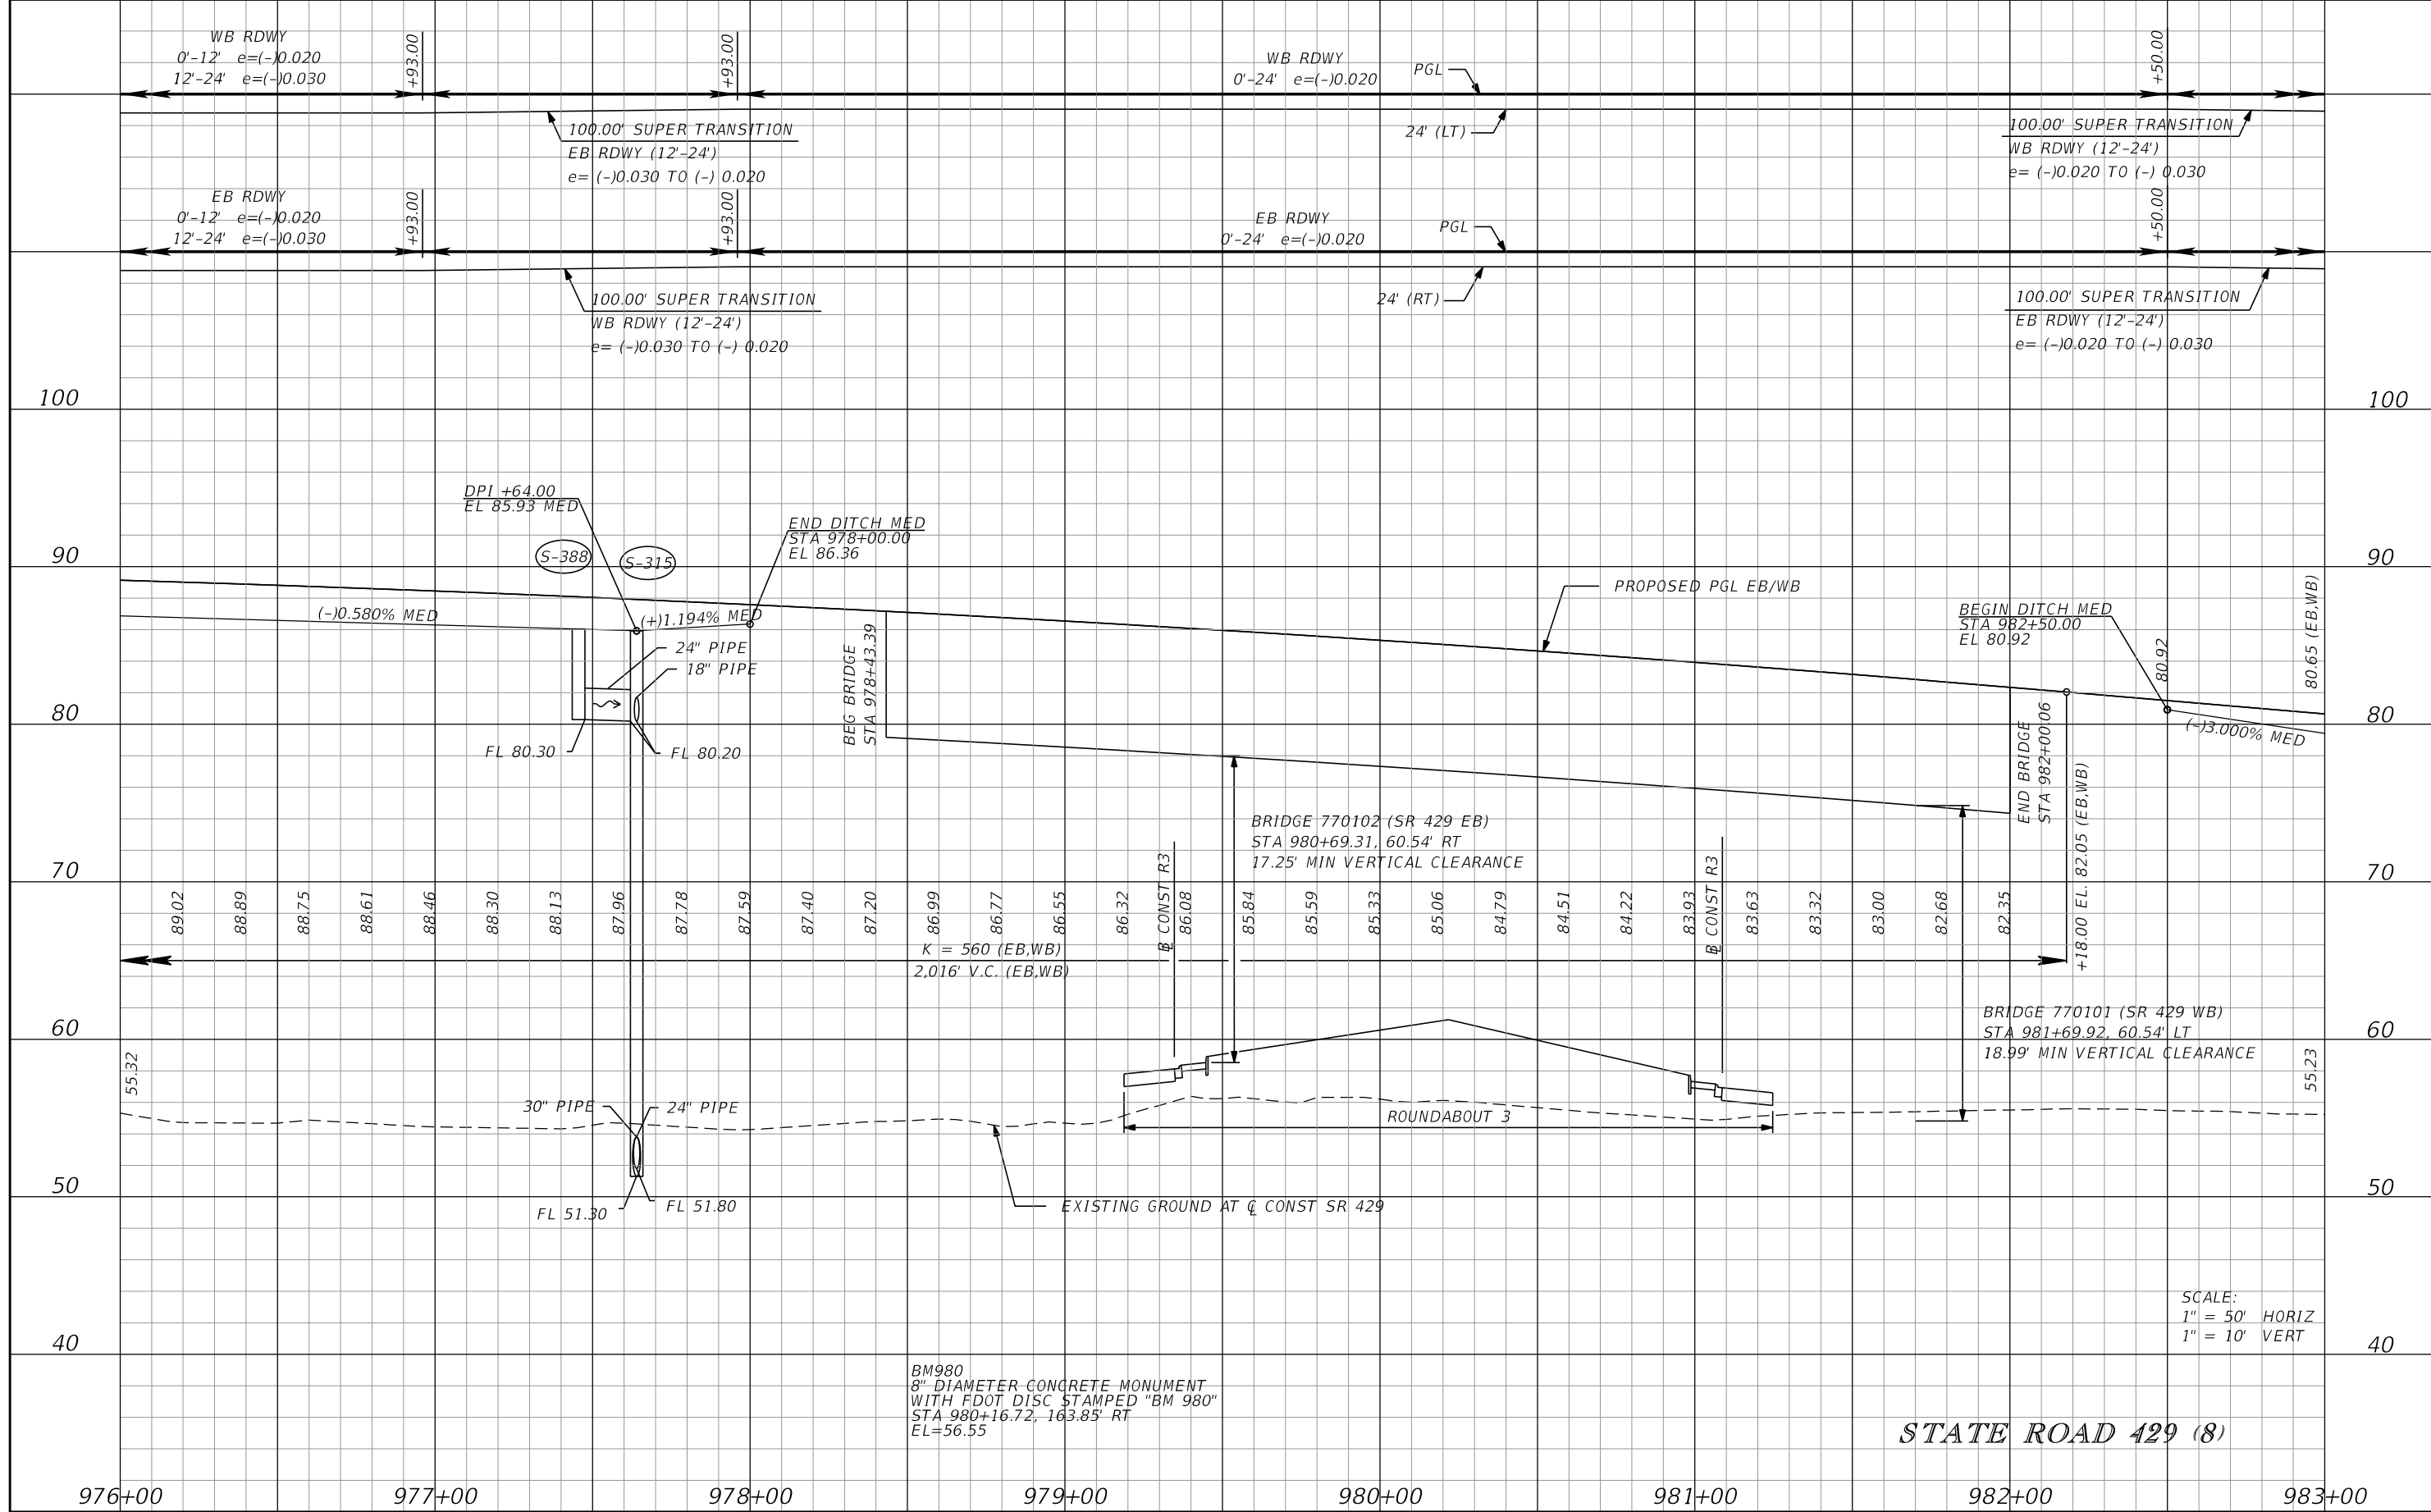 WB RDWY
0'-12' e=(-)0.020
12'-24' e=(-)0.030
+93.00
+93.00
WB RDWY
0'-24' e=(-)0.020
PGL
+50.00
100.00' SUPER TRANSITION
EB RDWY (12'-24')
e= (-)0.030 TO (-) 0.020
24' (LT)
100.00' SUPER TRANSITION
WB RDWY (12'-24')
e= (-)0.020 TO (-) 0.030
EB RDWY
0'-12' e=(-)0.020
12'-24' e=(-)0.030
+93.00
+93.00
EB RDWY
0'-24' e=(-)0.020
PGL
+50.00
100.00' SUPER TRANSITION
WB RDWY (12'-24')
e= (-)0.030 TO (-) 0.020
24' (RT)
100.00' SUPER TRANSITION
EB RDWY (12'-24')
e= (-)0.020 TO (-) 0.030
100
100
DPI +64.00
EL 85.93 MED
END DITCH MED
STA 978+00.00
EL 86.36
S-388
S-315
90
90
PROPOSED PGL EB/WB
(-)0.580% MED
(+)1.194% MED
24" PIPE
18" PIPE
BEG BRIDGE
STA 978+43.39
BEGIN DITCH MED
STA 982+50.00
EL 80.92
80.92
80.65 (EB,WB)
80
80
FL 80.30
FL 80.20
(-)3.000% MED
END BRIDGE
STA 982+00.06
+18.00 EL. 82.05 (EB,WB)
BRIDGE 770102 (SR 429 EB)
STA 980+69.31, 60.54' RT
17.25' MIN VERTICAL CLEARANCE
70
70
89.02
88.89
88.75
88.61
88.46
88.30
88.13
87.96
87.78
87.59
87.40
87.20
86.99
86.77
86.55
86.32
℄ CONST R3
86.08
85.84
85.59
85.33
85.06
84.79
84.51
84.22
83.93
℄ CONST R3
83.63
83.32
83.00
82.68
82.35
K = 560 (EB,WB)
2,016' V.C. (EB,WB)
BRIDGE 770101 (SR 429 WB)
STA 981+69.92, 60.54' LT
18.99' MIN VERTICAL CLEARANCE
60
60
55.32
55.23
30" PIPE
24" PIPE
ROUNDABOUT 3
50
50
FL 51.30
FL 51.80
EXISTING GROUND AT ℄ CONST SR 429
SCALE:
1" = 50' HORIZ
1" = 10' VERT
40
40
BM980
8" DIAMETER CONCRETE MONUMENT
WITH FDOT DISC STAMPED "BM 980"
STA 980+16.72, 163.85' RT
EL=56.55
STATE ROAD 429 (8)
976+00
977+00
978+00
979+00
980+00
981+00
982+00
983+00